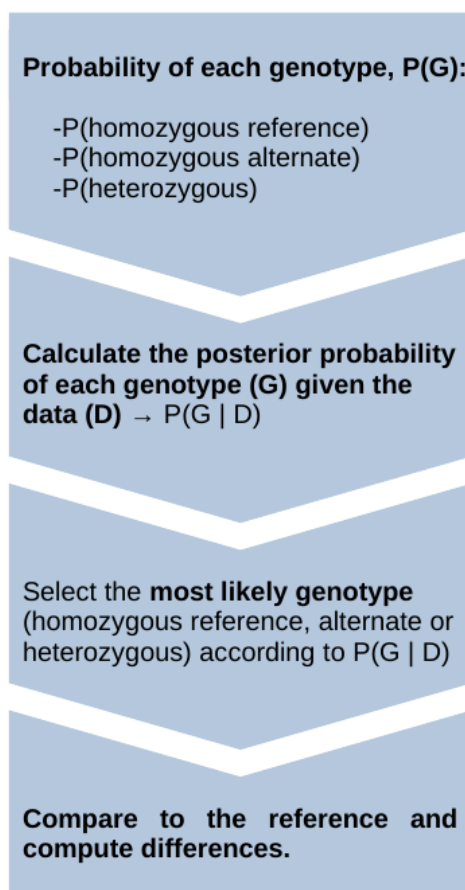 Probability of each genotype, P(G):
-P(homozygous reference)
-P(homozygous alternate)
-P(heterozygous)
Calculate the posterior probability
of each genotype (G) given the
data (D) → P(G | D)
Select the most likely genotype
(homozygous reference, alternate or
heterozygous) according to P(G | D)
Compare to the reference and
compute differences.